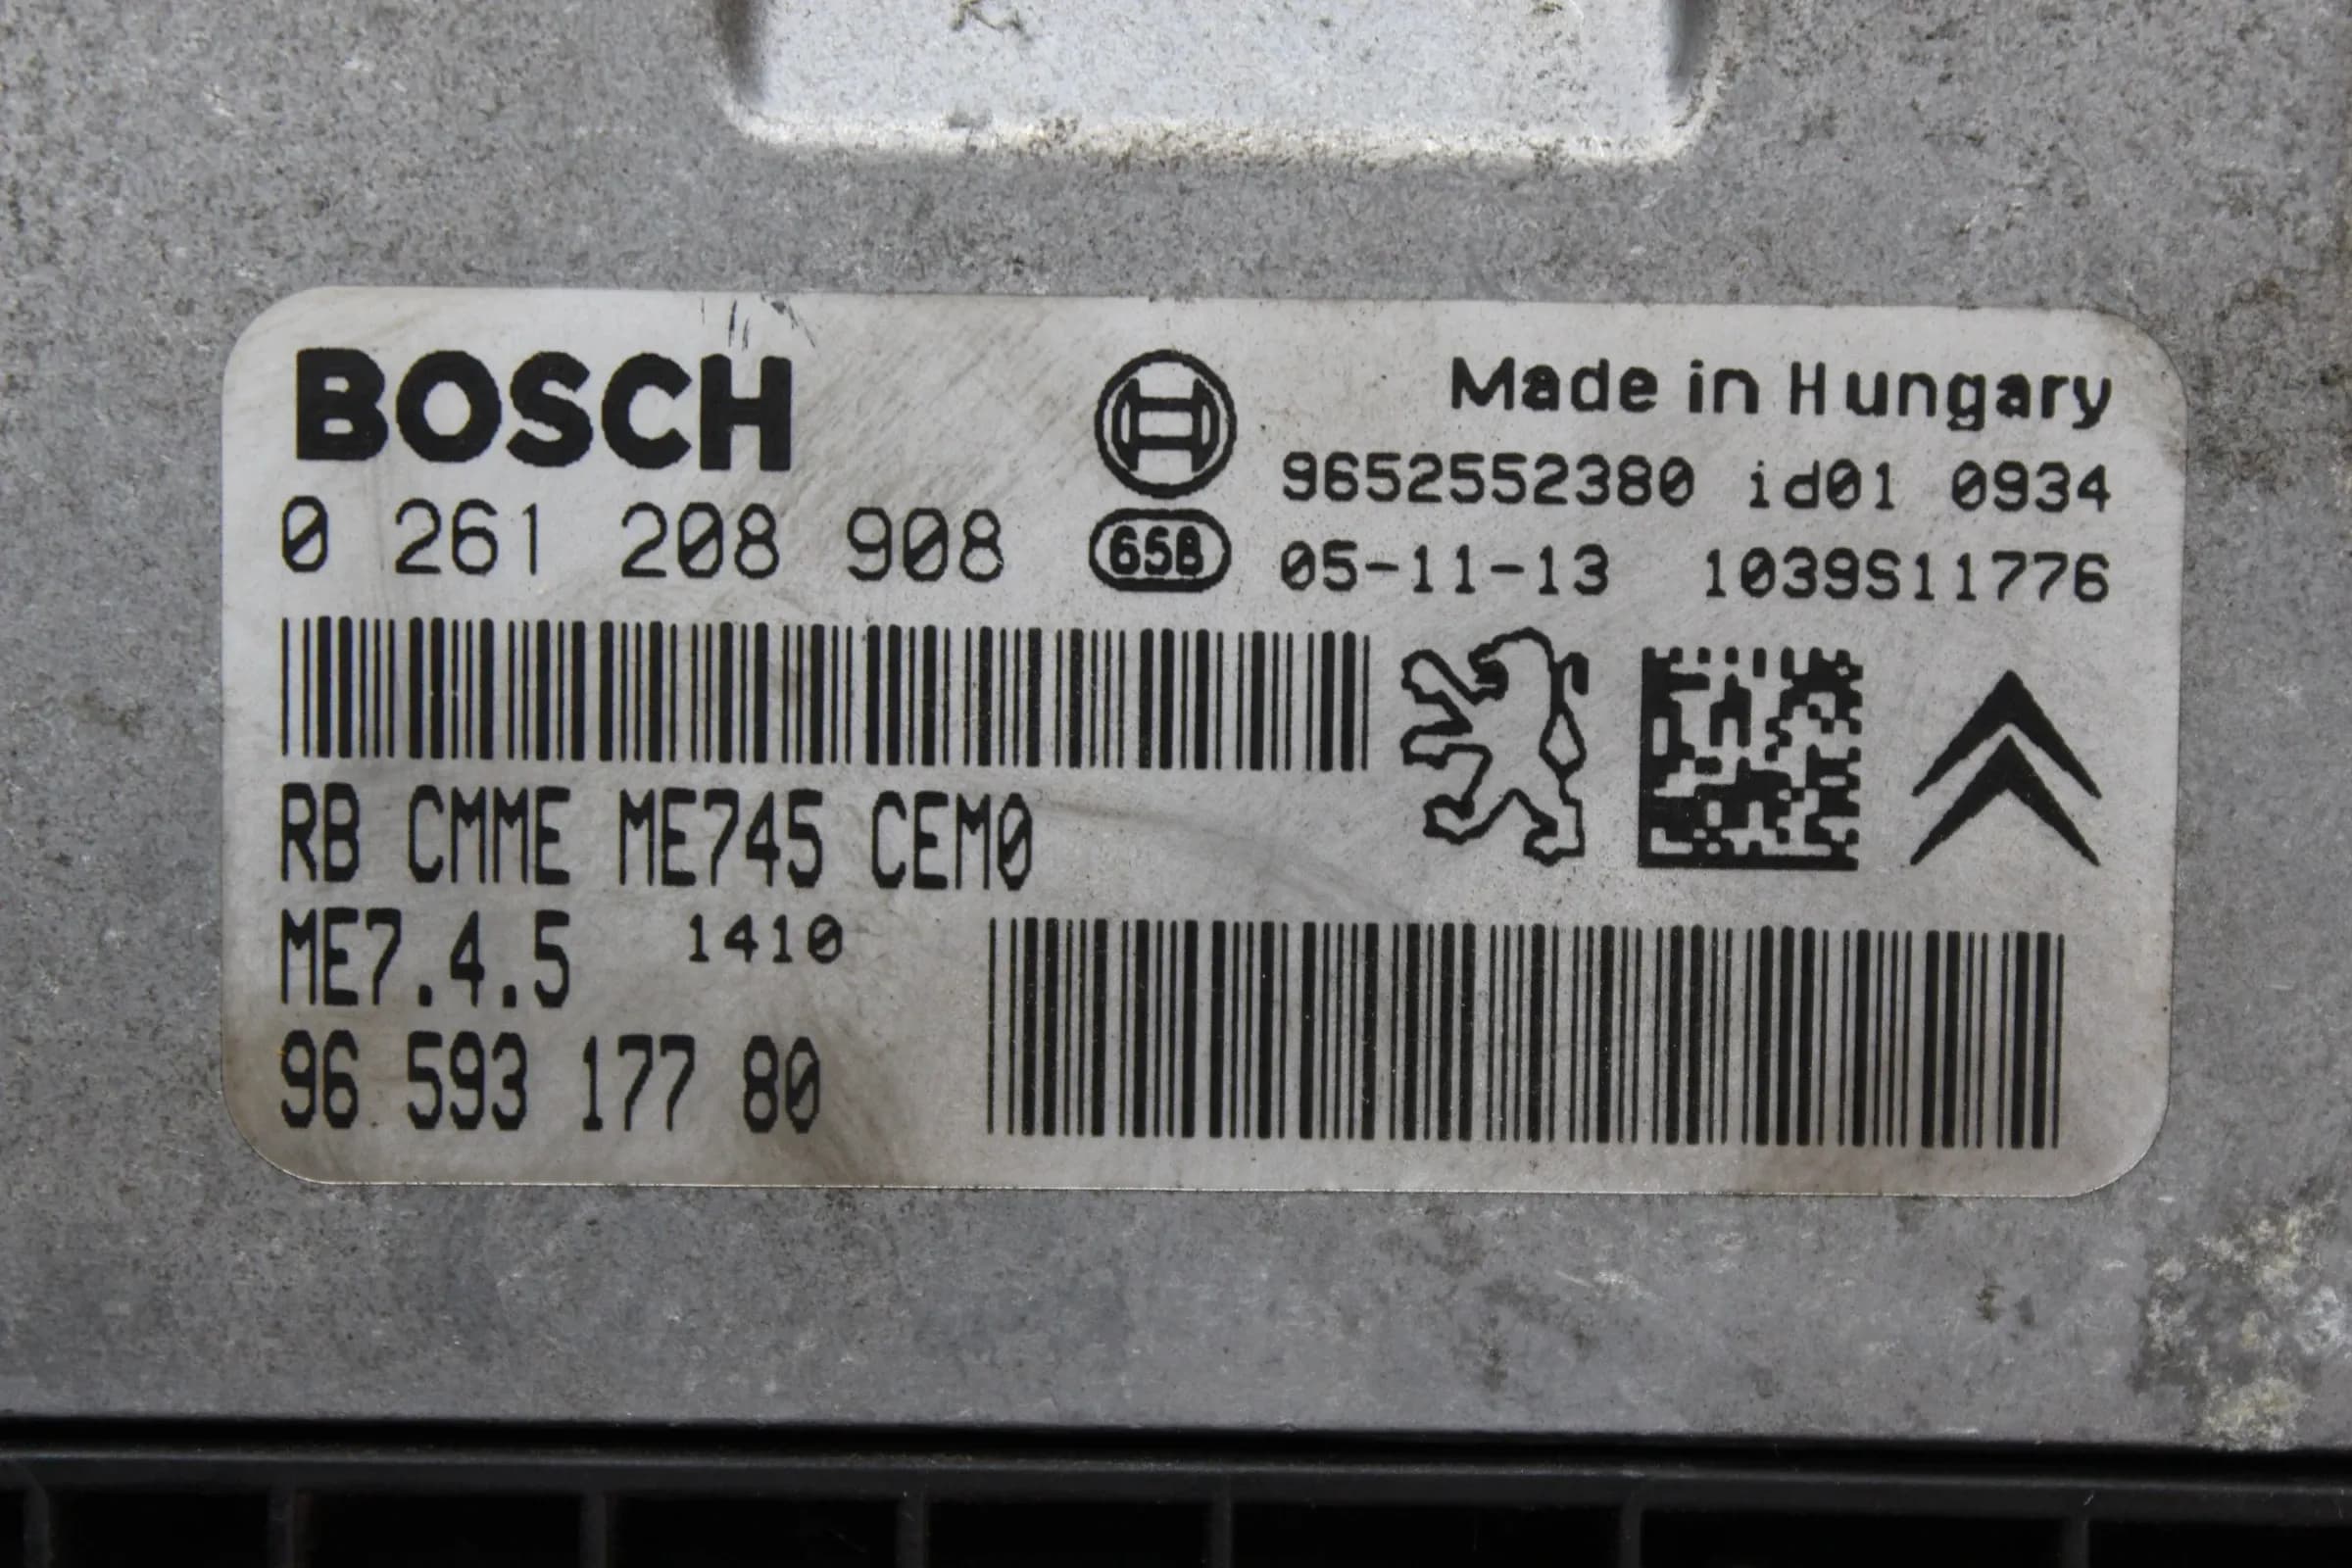 BOSCH
Made in Hungary
9652552380 id01 0934
0 261 208 908
658 05-11-13 1039S11776
RB CMME ME745 CEM0
ME7.4.5 1410
96 593 177 80